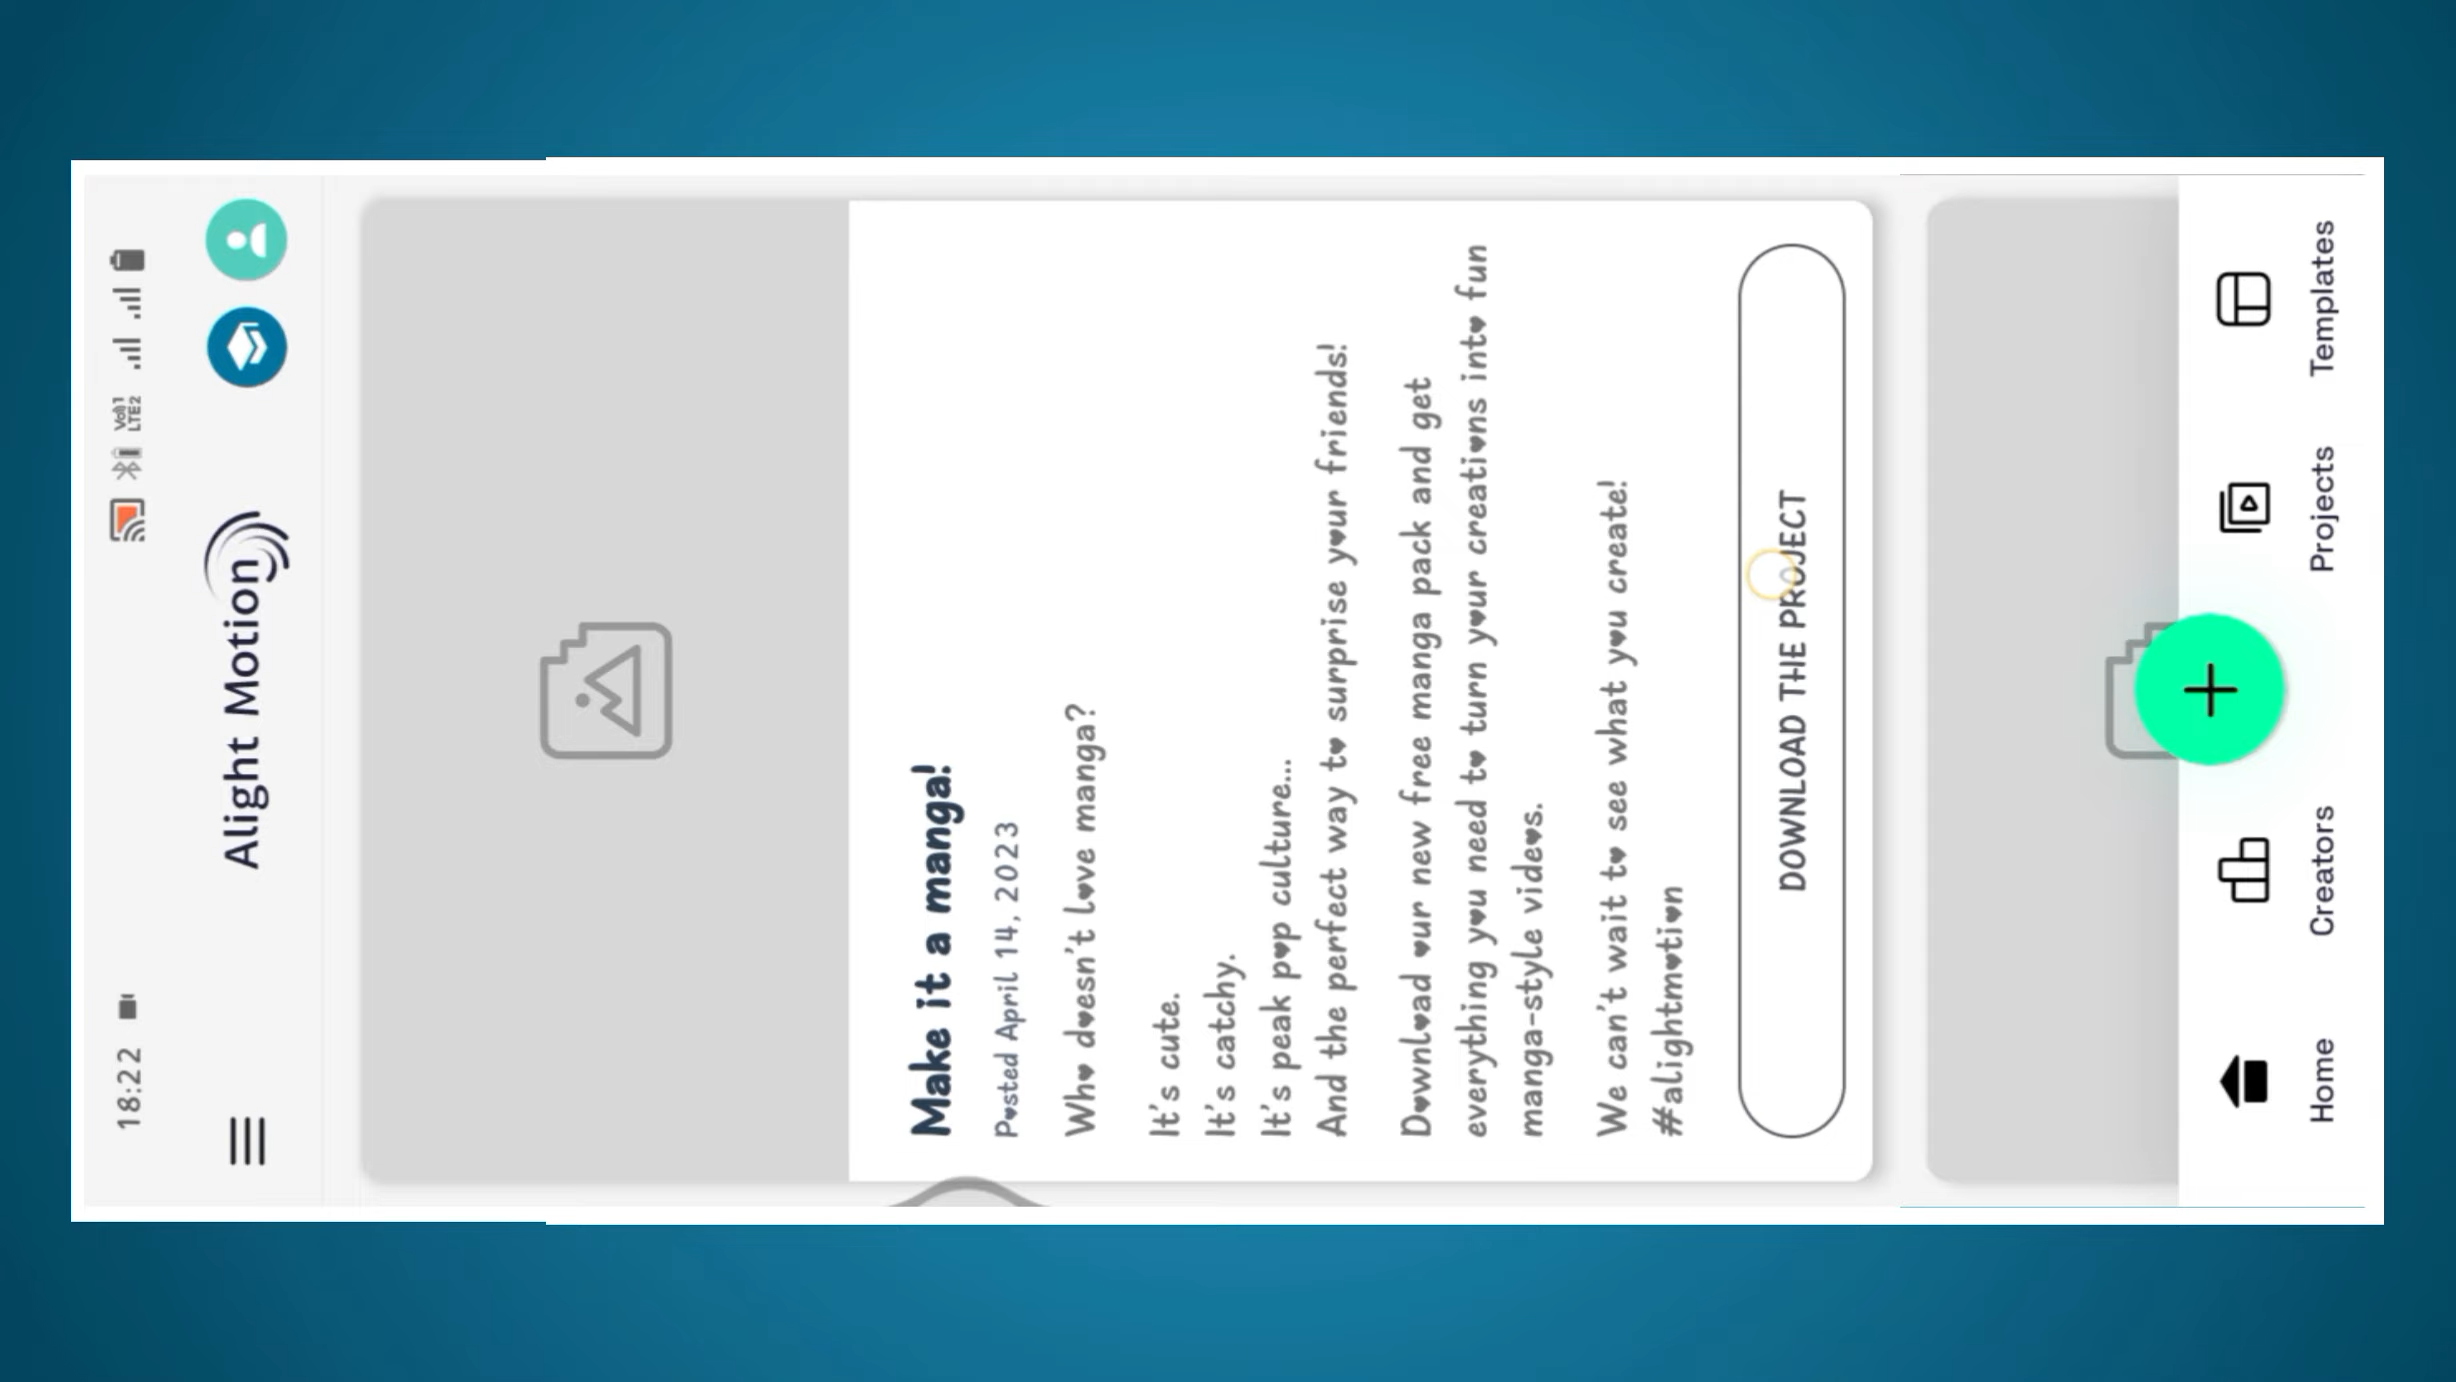 18:22
Vol) 1
LTE2
Alight Motion
Make it a manga!
Posted April 14, 2023
Who doesn't love manga?
It's cute.
It's catchy.
It's peak pop culture...
And the perfect way to surprise your friends!
Download our new free manga pack and get
everything you need to turn your creations into fun
manga-style videos.
We can't wait to see what you create!
#alightmotion
DOWNLOAD THE PROJECT
Home
Creators
Projects
Templates